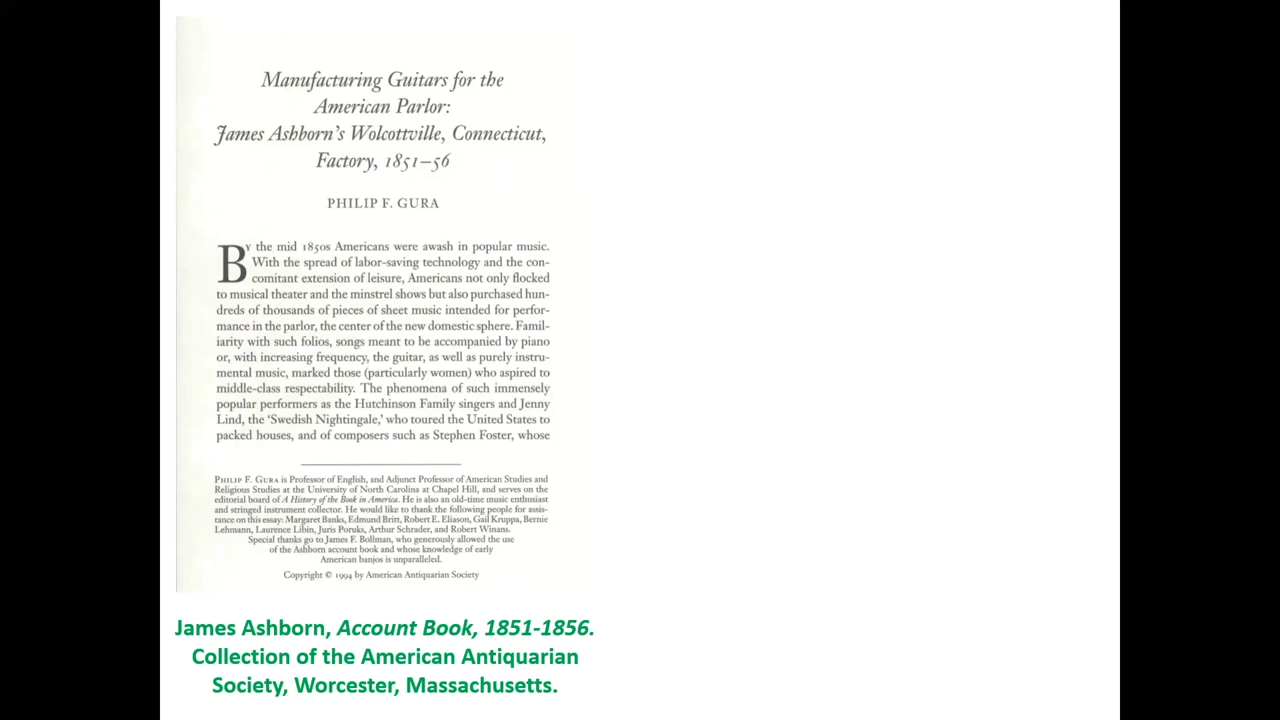 Manufacturing Guitars for the
American Parlor:
James Ashborn's Wolcottville, Connecticut,
Factory, 1851–56
PHILIP F. GURA
By the mid 1850s Americans were awash in popular music.
With the spread of labor-saving technology and the con-
comitant extension of leisure, Americans not only flocked
to musical theater and the minstrel shows but also purchased hun-
dreds of thousands of pieces of sheet music intended for perfor-
mance in the parlor, the center of the new domestic sphere. Famil-
iarity with such folios, songs meant to be accompanied by piano
or, with increasing frequency, the guitar, as well as purely instru-
mental music, marked those (particularly women) who aspired to
middle-class respectability. The phenomena of such immensely
popular performers as the Hutchinson Family singers and Jenny
Lind, the 'Swedish Nightingale,' who toured the United States to
packed houses, and of composers such as Stephen Foster, whose
PHILIP F. GURA is Professor of English, and Adjunct Professor of American Studies and
Religious Studies at the University of North Carolina at Chapel Hill, and serves on the
editorial board of A History of the Book in America. He is also an old-time music enthusiast
and stringed instrument collector. He would like to thank the following people for assis-
tance on this essay: Margaret Banks, Edmund Britt, Robert E. Eliason, Gail Kruppa, Bernie
Lehmann, Laurence Libin, Juris Poruks, Arthur Schrader, and Robert Winans.
Special thanks go to James F. Bollman, who generously allowed the use
of the Ashborn account book and whose knowledge of early
American banjos is unparalleled.
Copyright © 1994 by American Antiquarian Society
James Ashborn, Account Book, 1851-1856.
Collection of the American Antiquarian
Society, Worcester, Massachusetts.